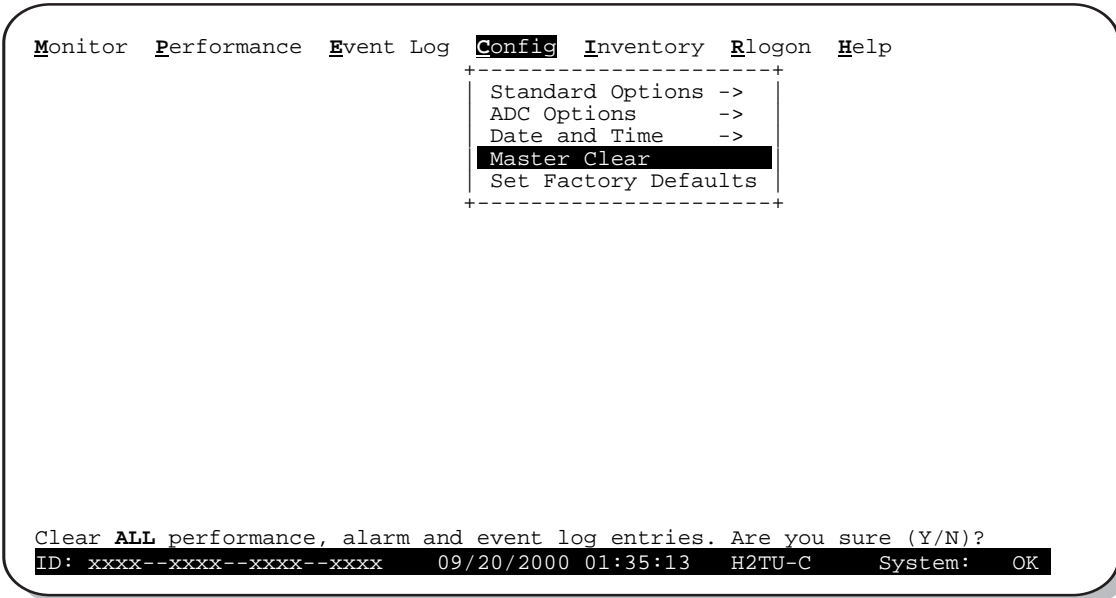 Monitor  Performance  Event Log  Config  Inventory  Rlogon  Help
+----------------------+
| Standard Options ->  |
| ADC Options      ->  |
| Date and Time    ->  |
| Master Clear         |
| Set Factory Defaults |
+----------------------+
Clear ALL performance, alarm and event log entries. Are you sure (Y/N)?
ID: xxxx--xxxx--xxxx--xxxx    09/20/2000 01:35:13   H2TU-C     System:   OK